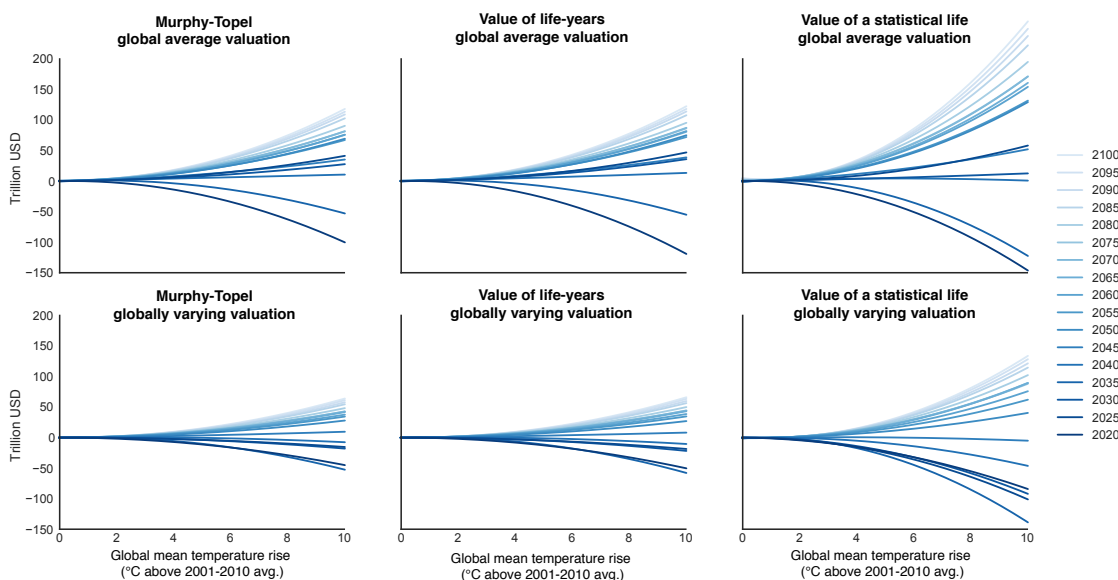 Murphy-Topel
global average valuation
Value of life-years
global average valuation
Value of a statistical life
global average valuation
200
150
100
50
0
−50
−100
−150
Trillion USD
Murphy-Topel
globally varying valuation
Value of life-years
globally varying valuation
Value of a statistical life
globally varying valuation
200
150
100
50
0
−50
−100
−150
Trillion USD
0 2 4 6 8 10
0 2 4 6 8 10
0 2 4 6 8 10
Global mean temperature rise
(°C above 2001-2010 avg.)
Global mean temperature rise
(°C above 2001-2010 avg.)
Global mean temperature rise
(°C above 2001-2010 avg.)
2100
2095
2090
2085
2080
2075
2070
2065
2060
2055
2050
2045
2040
2035
2030
2025
2020